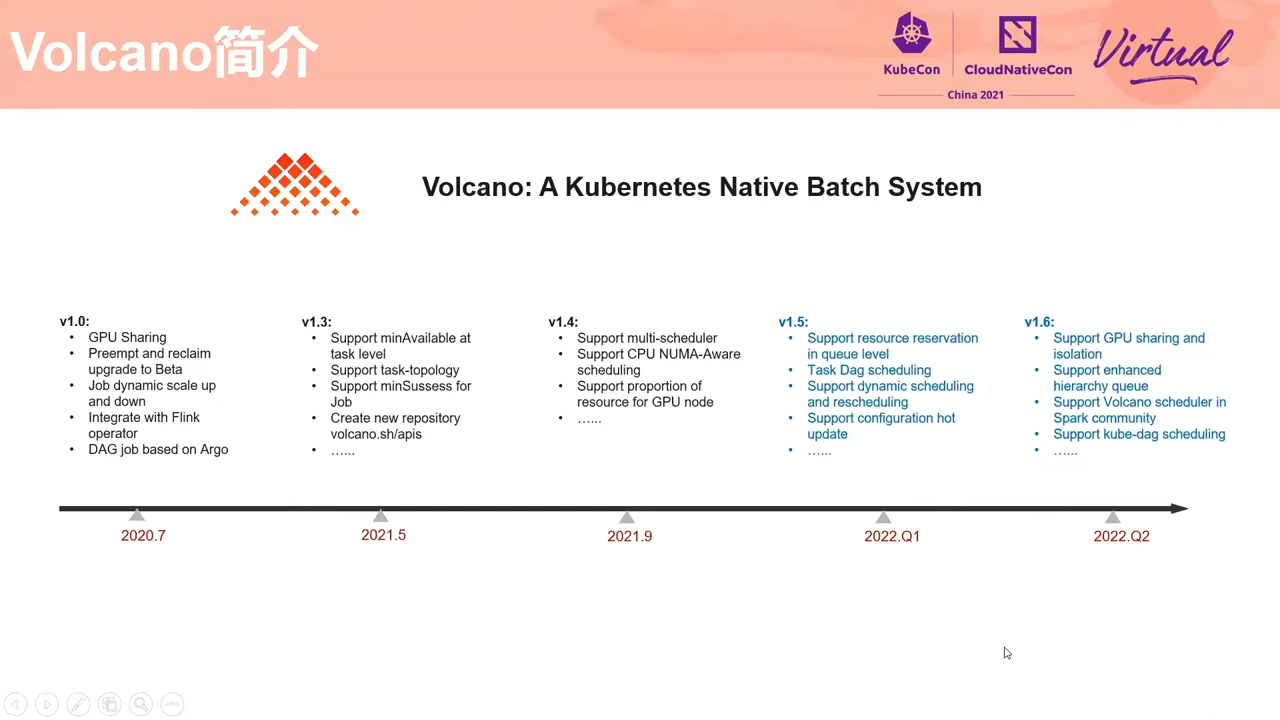 Volcano简介
KubeCon
CloudNativeCon
China 2021
Virtual
Volcano: A Kubernetes Native Batch System
v1.0:
• GPU Sharing
• Preempt and reclaim
upgrade to Beta
• Job dynamic scale up
and down
• Integrate with Flink
operator
• DAG job based on Argo
v1.3:
• Support minAvailable at
task level
• Support task-topology
• Support minSussess for
Job
• Create new repository
volcano.sh/apis
• …...
v1.4:
• Support multi-scheduler
• Support CPU NUMA-Aware
scheduling
• Support proportion of
resource for GPU node
• …...
v1.5:
• Support resource reservation
in queue level
• Task Dag scheduling
• Support dynamic scheduling
and rescheduling
• Support configuration hot
update
• …...
v1.6:
• Support GPU sharing and
isolation
• Support enhanced
hierarchy queue
• Support Volcano scheduler in
Spark community
• Support kube-dag scheduling
• …...
2020.7
2021.5
2021.9
2022.Q1
2022.Q2